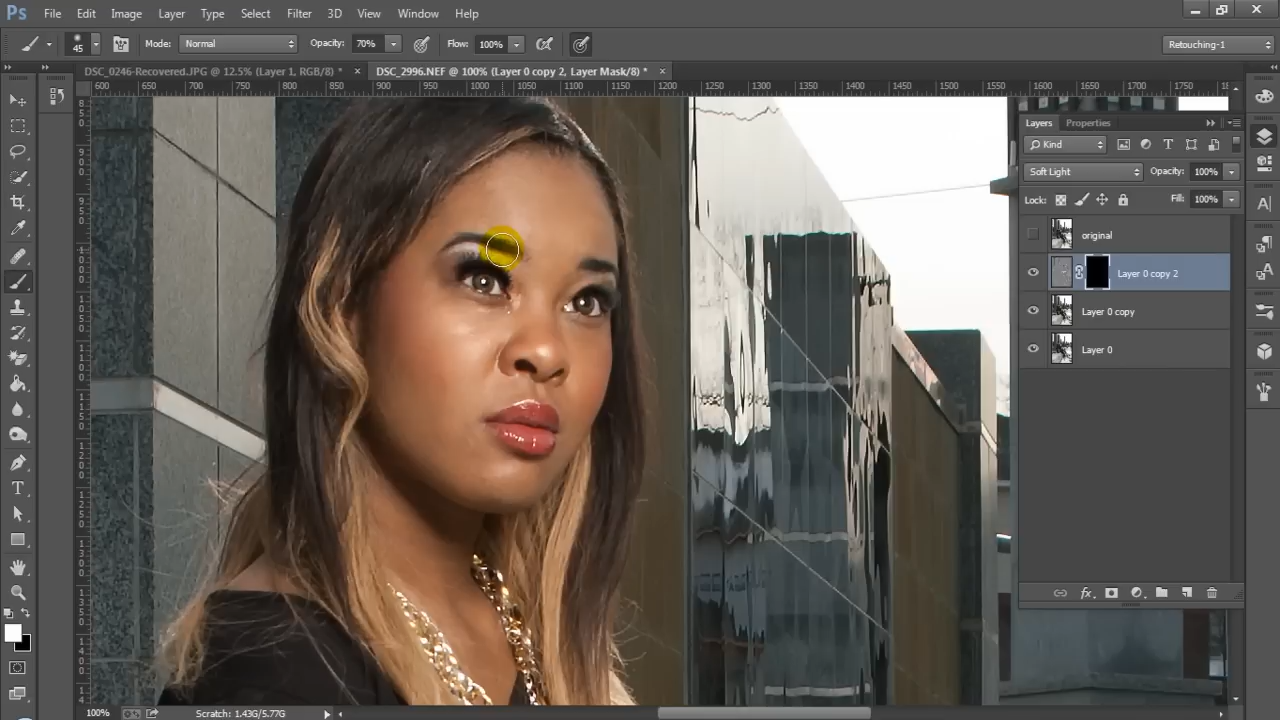 Ps File Edit Image Layer Type Select Filter 3D View Window Help
45 Mode: Normal Opacity: 70% Flow: 100% Retouching-1
DSC_0246-Recovered.JPG @ 12.5% (Layer 1, RGB/8) * × DSC_2996.NEF @ 100% (Layer 0 copy 2, Layer Mask/8) * ×
600 650 700 750 800 850 900 950 1000 1050 1100 1150 1200 1250 1300 1350 1400 1450 1500 1550 1600 1650 1700 1750
Layers Properties
Kind
Soft Light Opacity: 100%
Lock: Fill: 100%
original
Layer 0 copy 2
Layer 0 copy
Layer 0
100% Scratch: 1.43G/5.77G